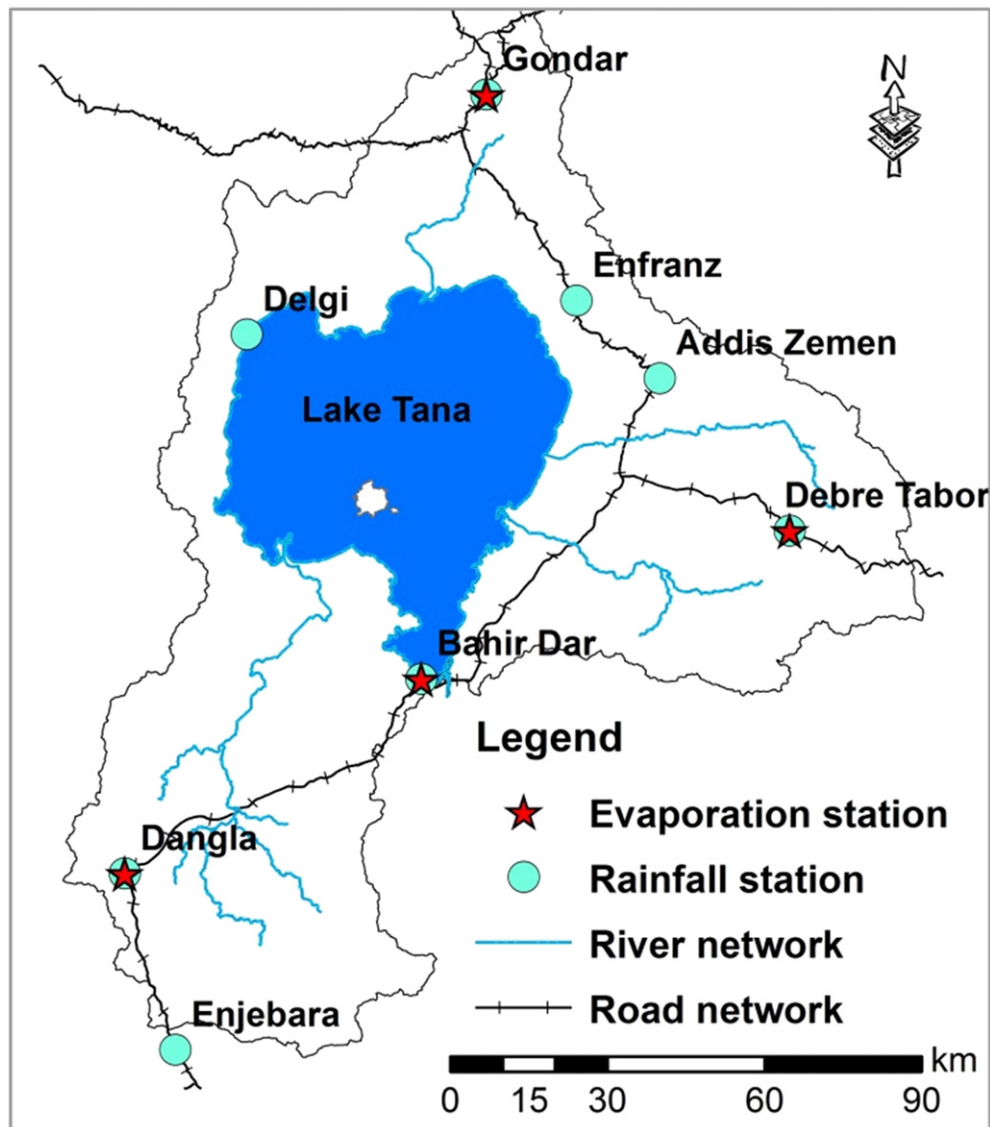 Gondar
N
Enfranz
Delgi
Addis Zemen
Lake Tana
Debre Tabor
Bahir Dar
Legend
Evaporation station
Dangla
Rainfall station
River network
Enjebara
Road network
km
0 15 30 60 90